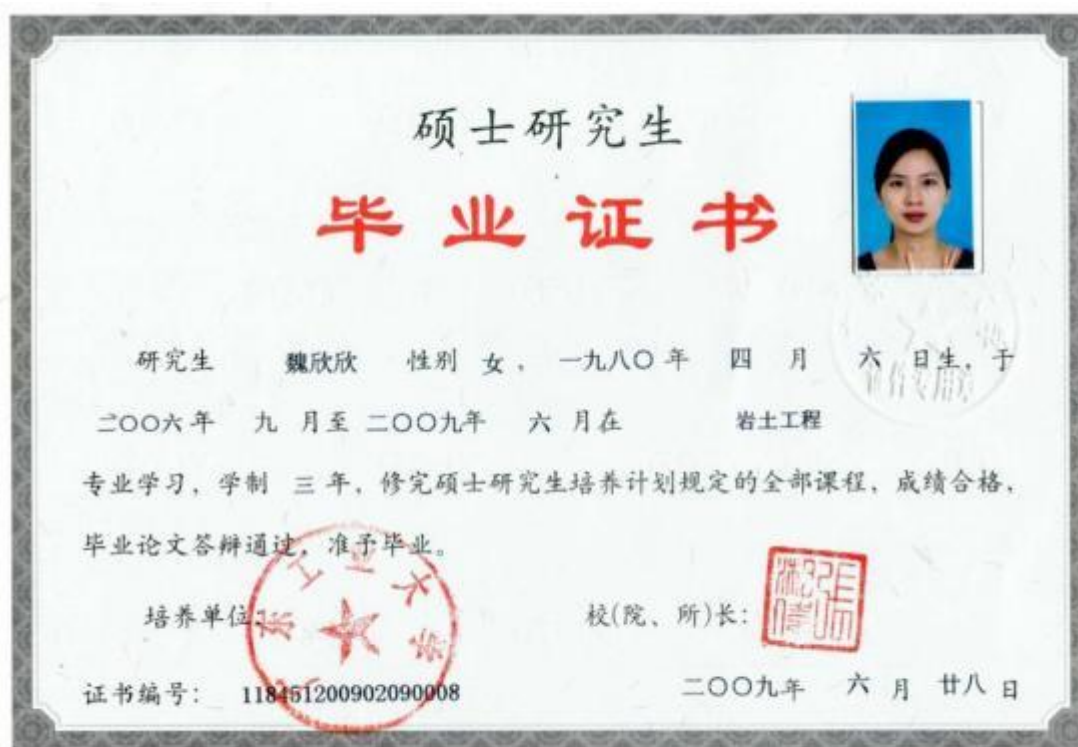 硕士研究生
毕业证书
研究生 魏欣欣 性别 女，一九八〇年 四 月 六 日生，于
二〇〇六年 九 月至二〇〇九年 六 月在 岩土工程
专业学习，学制 三 年，修完硕士研究生培养计划规定的全部课程，成绩合格，
毕业论文答辩通过，准予毕业。
培养单位：
广东工业大学
校(院、所)长：
证书编号： 118451200902090008
二〇〇九年 六 月 廿八 日